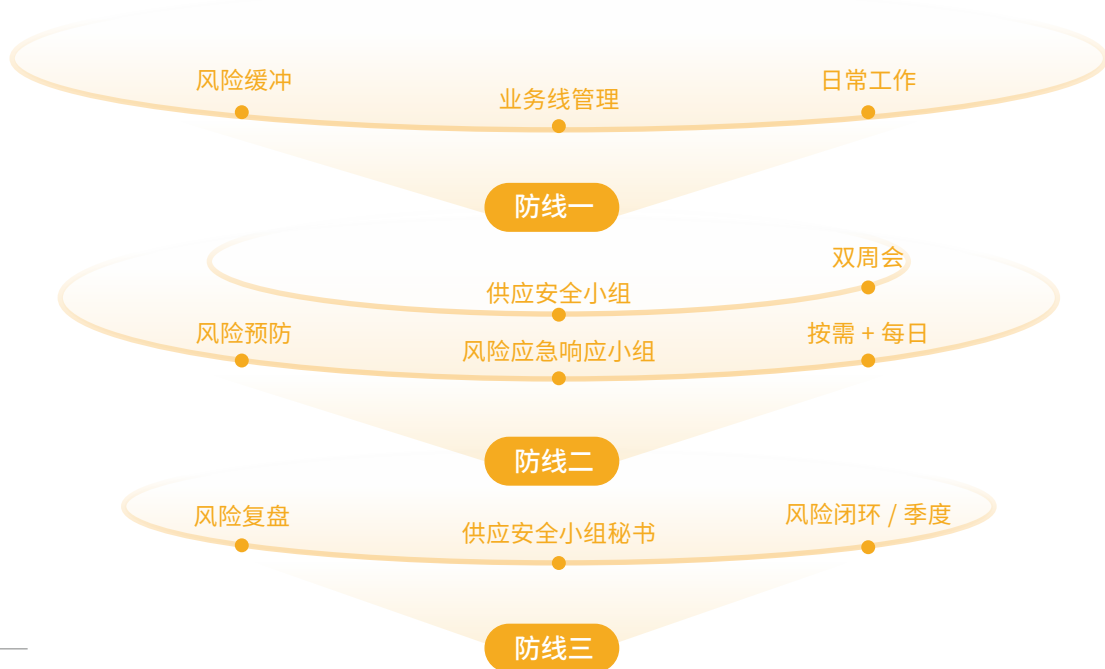 风险缓冲
业务线管理
日常工作
防线一
双周会
供应安全小组
风险预防
风险应急响应小组
按需 + 每日
防线二
风险复盘
供应安全小组秘书
风险闭环 / 季度
防线三